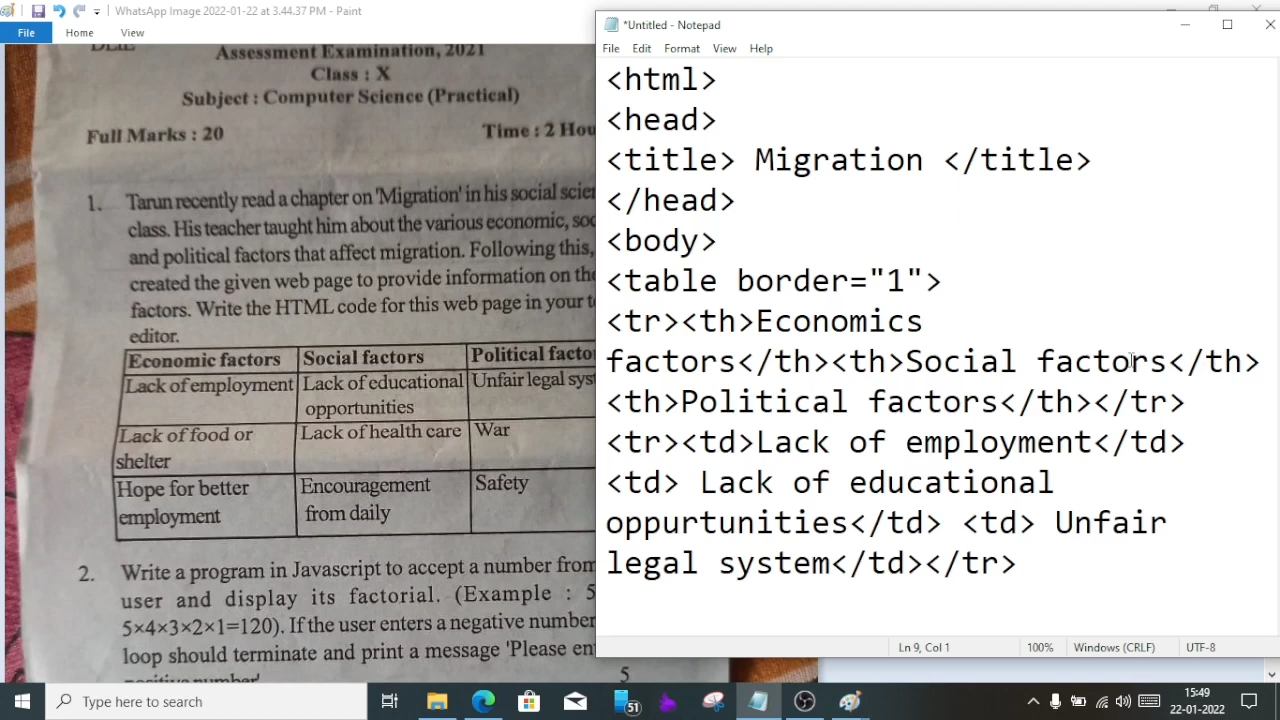 WhatsApp Image 2022-01-22 at 3.44.37 PM - Paint
File Home View
Assessment Examination, 2021
Class : X
Subject : Computer Science (Practical)
Full Marks : 20 Time : 2 Hou
1. Tarun recently read a chapter on 'Migration' in his social scien
class. His teacher taught him about the various economic, soc
and political factors that affect migration. Following this,
created the given web page to provide information on the
factors. Write the HTML code for this web page in your t
editor.
Economic factors Social factors Political facto
Lack of employment Lack of educational opportunities Unfair legal sys
Lack of food or shelter Lack of health care War
Hope for better employment Encouragement from daily Safety
2. Write a program in Javascript to accept a number from
user and display its factorial. (Example : 5
5×4×3×2×1=120). If the user enters a negative number
loop should terminate and print a message 'Please en
positive number'
5
*Untitled - Notepad
File Edit Format View Help
<html>
<head>
<title> Migration </title>
</head>
<body>
<table border="1">
<tr><th>Economics
factors</th><th>Social factors</th>
<th>Political factors</th></tr>
<tr><td>Lack of employment</td>
<td> Lack of educational
oppurtunities</td> <td> Unfair
legal system</td></tr>
Ln 9, Col 1 100% Windows (CRLF) UTF-8
Type here to search
51
15:49
22-01-2022